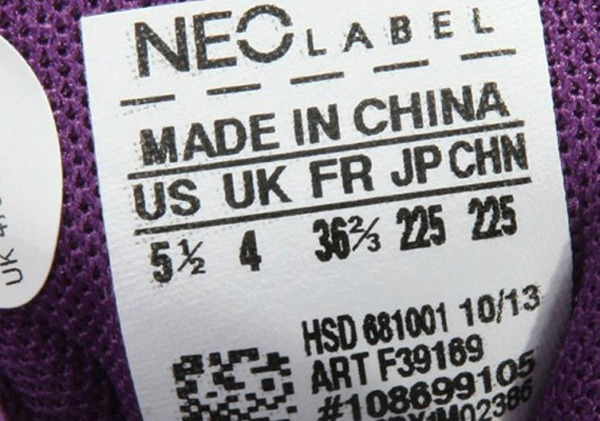 NEO LABEL
MADE IN CHINA
US UK FR JP CHN
5½ 4 36⅔ 225 225
HSD 681001 10/13
ART F39169
#108699105
UK